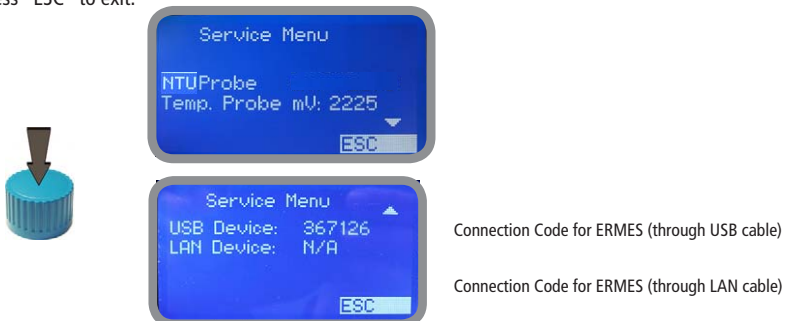 "ESC" to exit.
Service Menu
NTUProbe
Temp. Probe mV: 2225
ESC
Service Menu
USB Device: 367126
LAN Device: N/A
ESC
Connection Code for ERMES (through USB cable)
Connection Code for ERMES (through LAN cable)